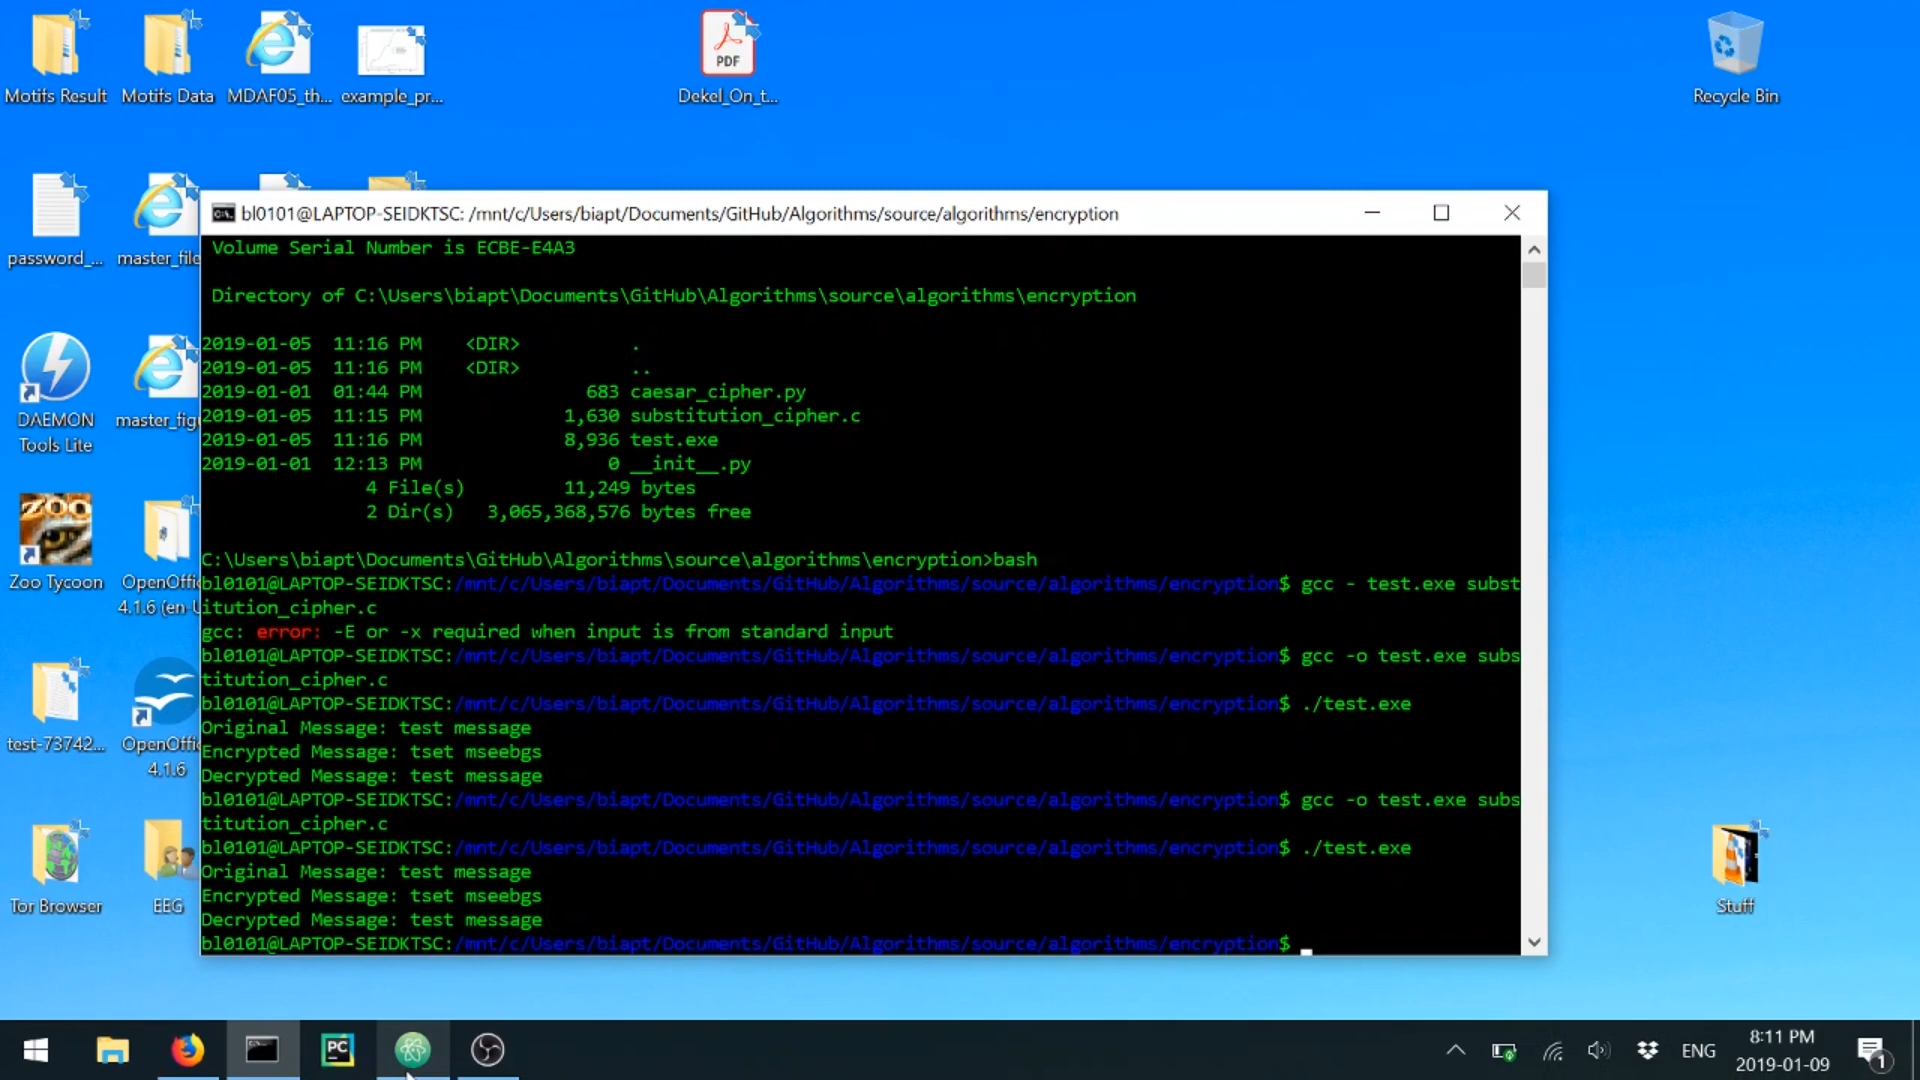 Motifs Result
Motifs Data
MDAF05_th...
example_pr...
PDF
Dekel_On_t...
Recycle Bin
password_...
master_file
bl0101@LAPTOP-SEIDKTSC: /mnt/c/Users/biapt/Documents/GitHub/Algorithms/source/algorithms/encryption
Volume Serial Number is ECBE-E4A3
Directory of C:\Users\biapt\Documents\GitHub\Algorithms\source\algorithms\encryption
2019-01-05  11:16 PM    <DIR>          .
2019-01-05  11:16 PM    <DIR>          ..
2019-01-01  01:44 PM               683 caesar_cipher.py
2019-01-05  11:15 PM             1,630 substitution_cipher.c
2019-01-05  11:16 PM             8,936 test.exe
2019-01-01  12:13 PM                 0 __init__.py
4 File(s)         11,249 bytes
2 Dir(s)   3,065,368,576 bytes free
C:\Users\biapt\Documents\GitHub\Algorithms\source\algorithms\encryption>bash
bl0101@LAPTOP-SEIDKTSC:/mnt/c/Users/biapt/Documents/GitHub/Algorithms/source/algorithms/encryption$ gcc - test.exe subst
itution_cipher.c
gcc: error: -E or -x required when input is from standard input
bl0101@LAPTOP-SEIDKTSC:/mnt/c/Users/biapt/Documents/GitHub/Algorithms/source/algorithms/encryption$ gcc -o test.exe subs
titution_cipher.c
bl0101@LAPTOP-SEIDKTSC:/mnt/c/Users/biapt/Documents/GitHub/Algorithms/source/algorithms/encryption$ ./test.exe
Original Message: test message
Encrypted Message: tset mseebgs
Decrypted Message: test message
bl0101@LAPTOP-SEIDKTSC:/mnt/c/Users/biapt/Documents/GitHub/Algorithms/source/algorithms/encryption$ gcc -o test.exe subs
titution_cipher.c
bl0101@LAPTOP-SEIDKTSC:/mnt/c/Users/biapt/Documents/GitHub/Algorithms/source/algorithms/encryption$ ./test.exe
Original Message: test message
Encrypted Message: tset mseebgs
Decrypted Message: test message
bl0101@LAPTOP-SEIDKTSC:/mnt/c/Users/biapt/Documents/GitHub/Algorithms/source/algorithms/encryption$
DAEMON
Tools Lite
master_fig
ZOO
Zoo Tycoon
OpenOffic
4.1.6 (en-U
test-73742...
OpenOffic
4.1.6
Tor Browser
EEG
Stuff
PC
ENG
8:11 PM
2019-01-09
1